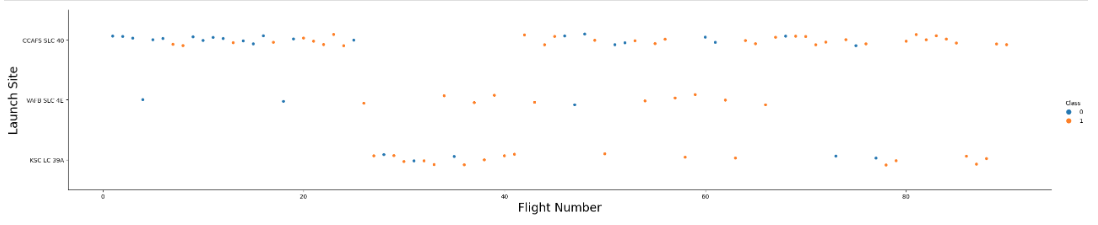 Launch Site
CCAFS SLC 40
VAFB SLC 4E
KSC LC 39A
0
20
40
60
80
Flight Number
Class
0
1